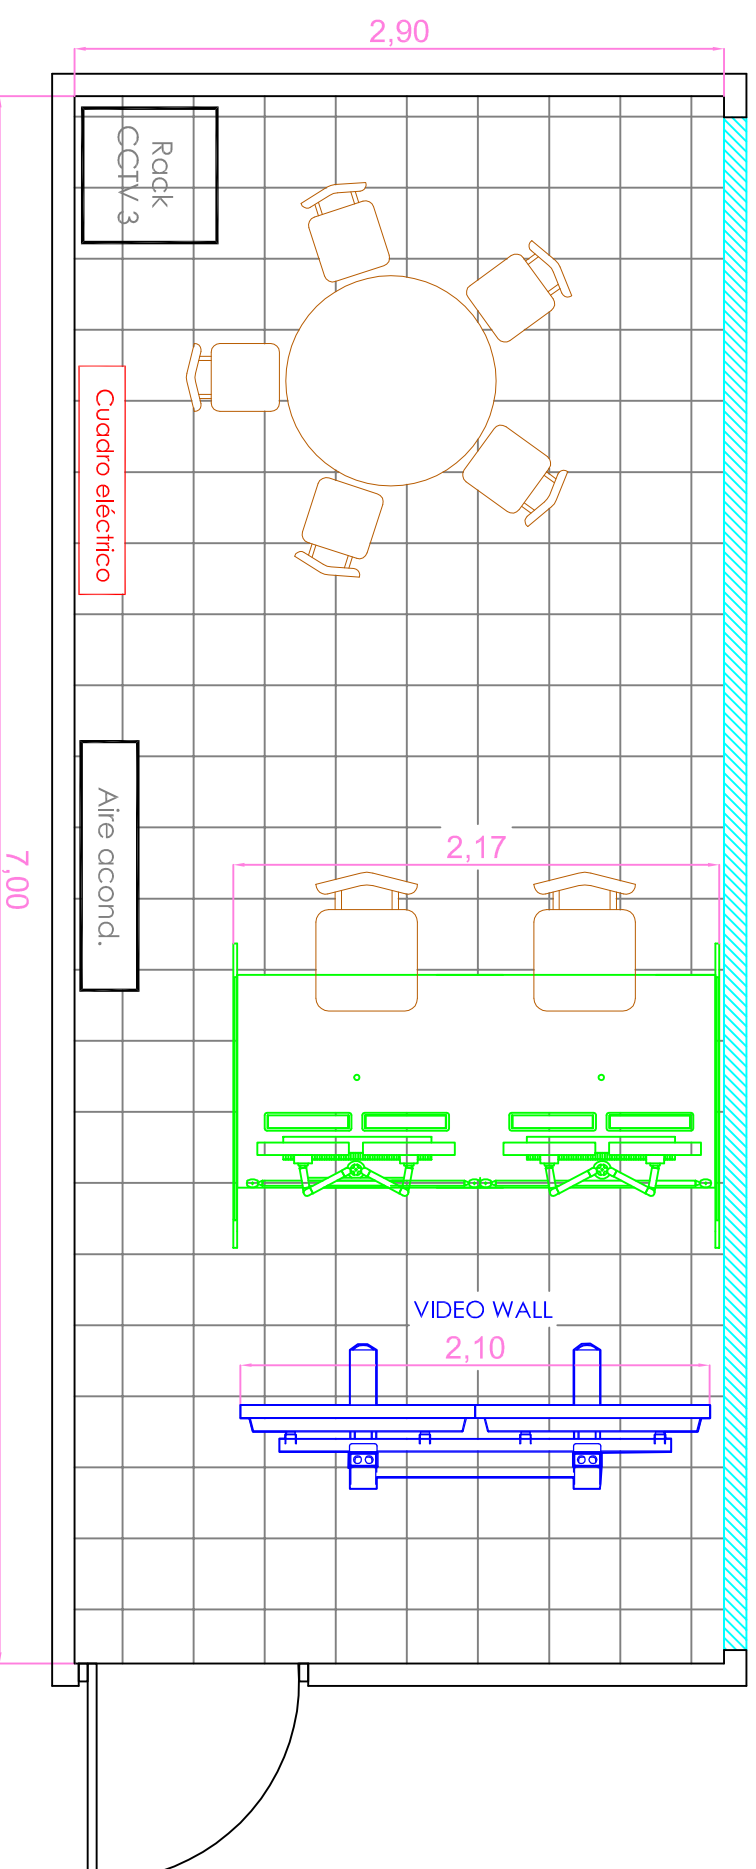 2,90
Rack
CCTV 3
Cuadro eléctrico
Aire acond.
7,00
2,17
VIDEO WALL
2,10